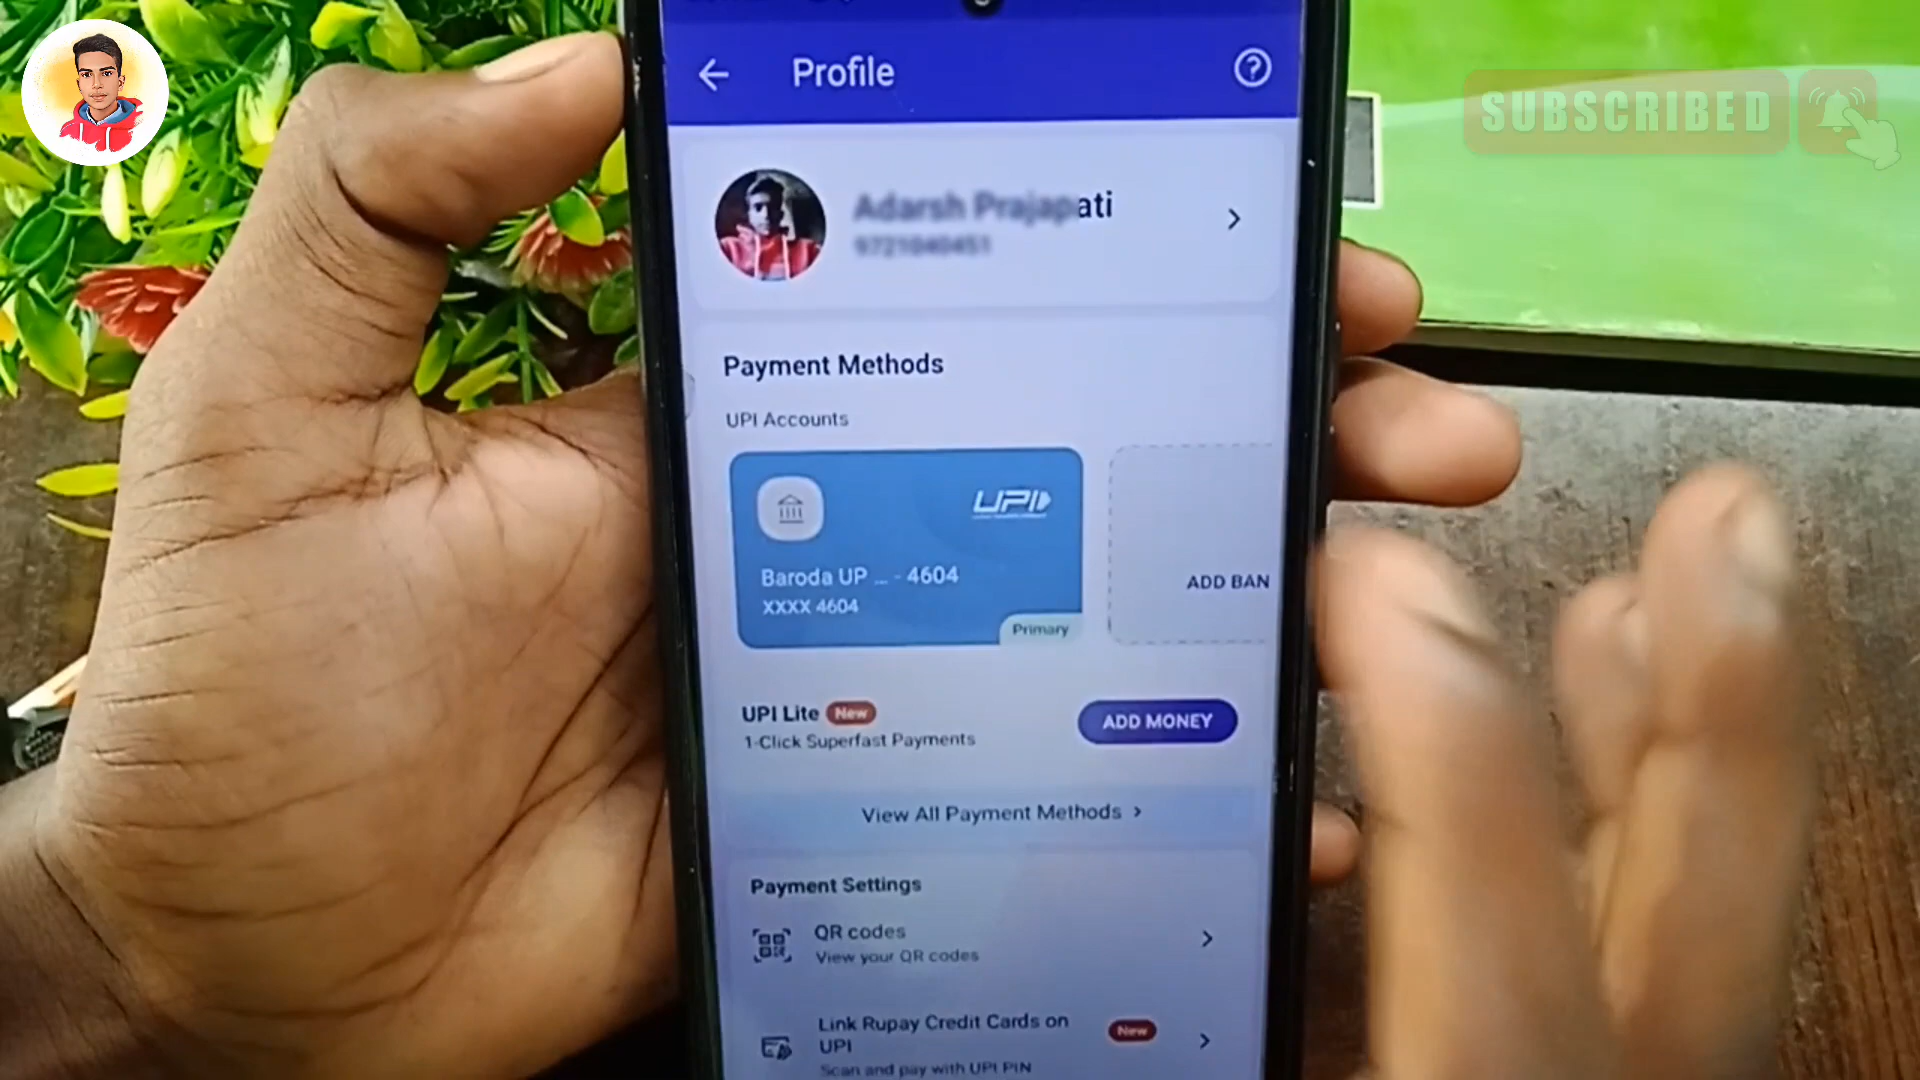 Profile
SUBSCRIBED
ati
Payment Methods
UPI Accounts
UPI
Baroda UP ... - 4604
XXXX 4604
Primary
ADD BAN
UPI Lite New
1-Click Superfast Payments
ADD MONEY
View All Payment Methods >
Payment Settings
QR codes
View your QR codes
Link Rupay Credit Cards on
UPI
New
Scan and pay with UPI PIN